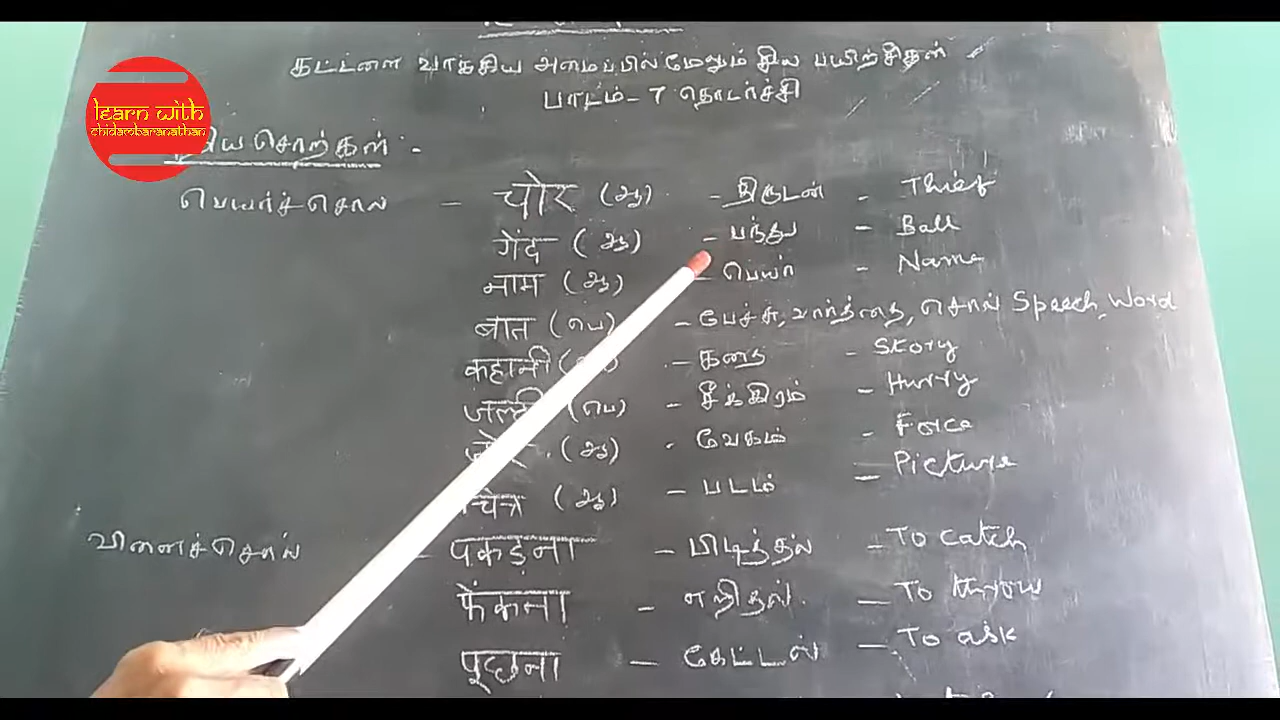 கட்டளை வாக்கிய அமைப்பில் மேலும் சில பயிற்சிகள்
பாடம் - 7 தொடர்ச்சி
learn with
chidambaranathan
சொற்கள் -
பெயர்ச்சொல் - चोर (ஆ) - திருடன் - Thief
गेंद (ஆ) - பந்து - Ball
नाम (ஆ) - பெயர் - Name
बात (பெ) - பேச்சு, வார்த்தை, சொல் Speech, Word
कहानी - கதை - Story
(பெ) - சீக்கிரம் - Hurry
(ஆ) - வேகம் - Force
चित्र (ஆ) - படம் - Picture
வினைச்சொல் - पकड़ना - பிடித்தல் - To catch
फेंकना - எறிதல் - To throw
पूछना - கேட்டல் - To ask